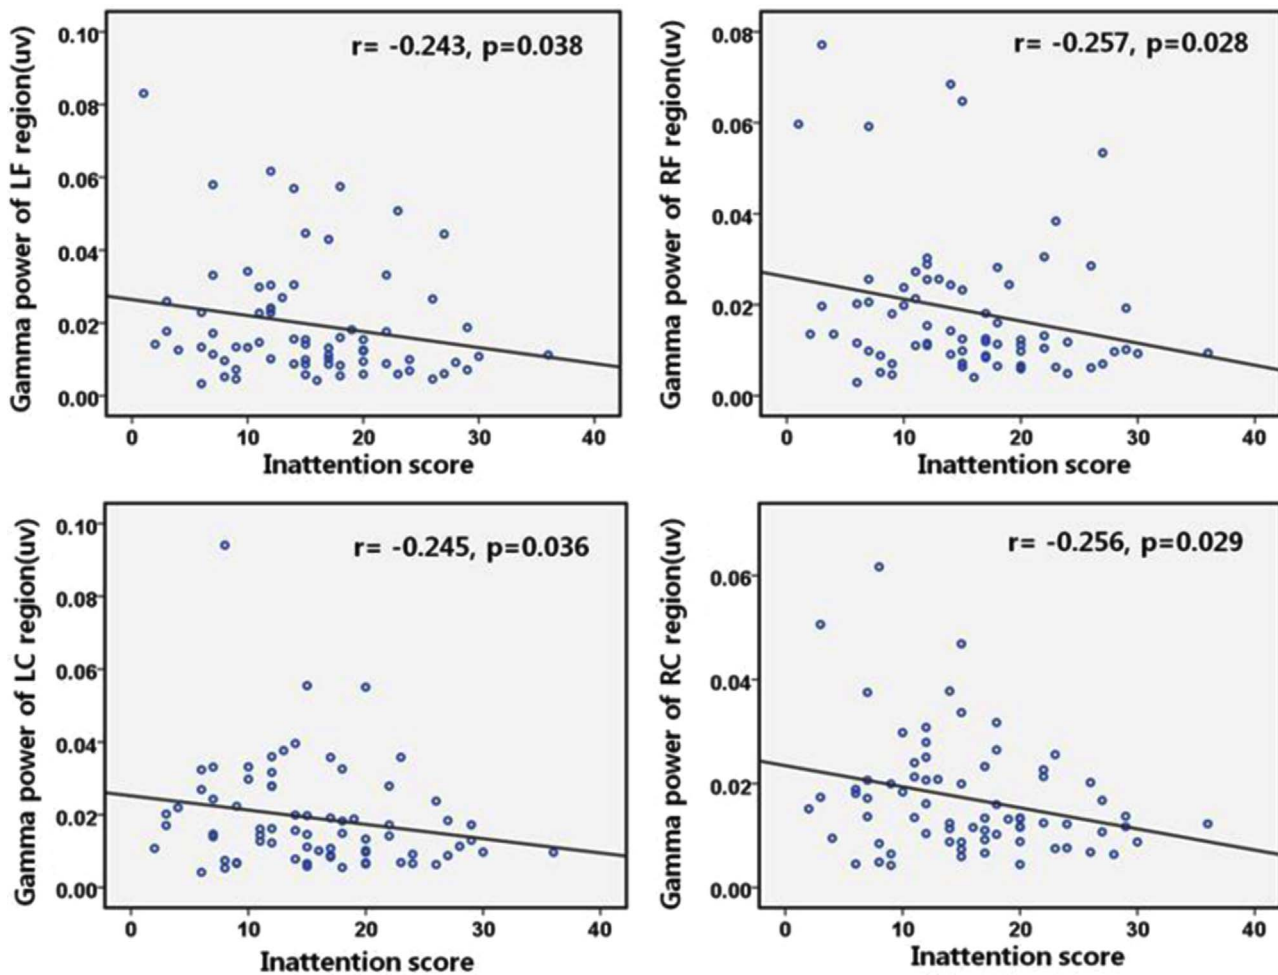 Gamma power of LF region(uv)
0.10
0.08
0.06
0.04
0.02
0.00
r= -0.243, p=0.038
0 10 20 30 40
Inattention score
Gamma power of RF region(uv)
0.08
0.06
0.04
0.02
0.00
r= -0.257, p=0.028
0 10 20 30 40
Inattention score
Gamma power of LC region(uv)
0.10
0.08
0.06
0.04
0.02
0.00
r= -0.245, p=0.036
0 10 20 30 40
Inattention score
Gamma power of RC region(uv)
0.06
0.04
0.02
0.00
r= -0.256, p=0.029
0 10 20 30 40
Inattention score